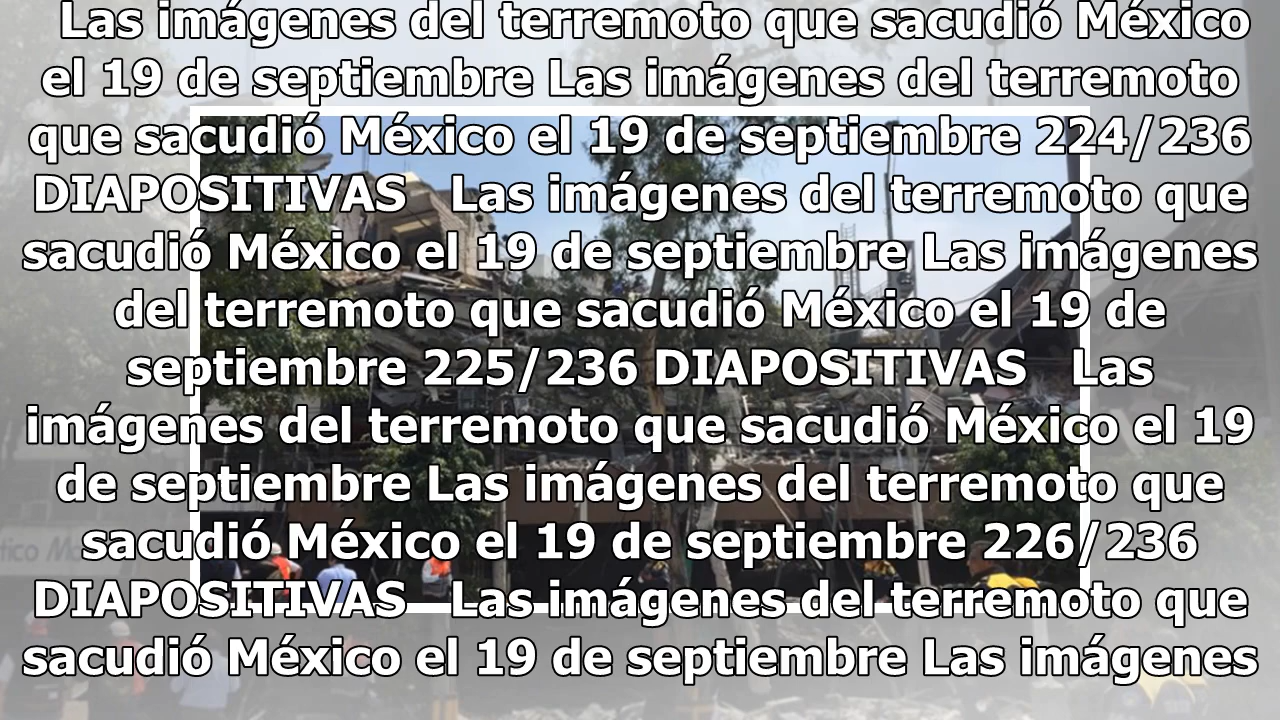 Las imágenes del terremoto que sacudió México
el 19 de septiembre Las imágenes del terremoto
que sacudió México el 19 de septiembre 224/236
DIAPOSITIVAS Las imágenes del terremoto que
sacudió México el 19 de septiembre Las imágenes
del terremoto que sacudió México el 19 de
septiembre 225/236 DIAPOSITIVAS Las
imágenes del terremoto que sacudió México el 19
de septiembre Las imágenes del terremoto que
sacudió México el 19 de septiembre 226/236
DIAPOSITIVAS Las imágenes del terremoto que
sacudió México el 19 de septiembre Las imágenes